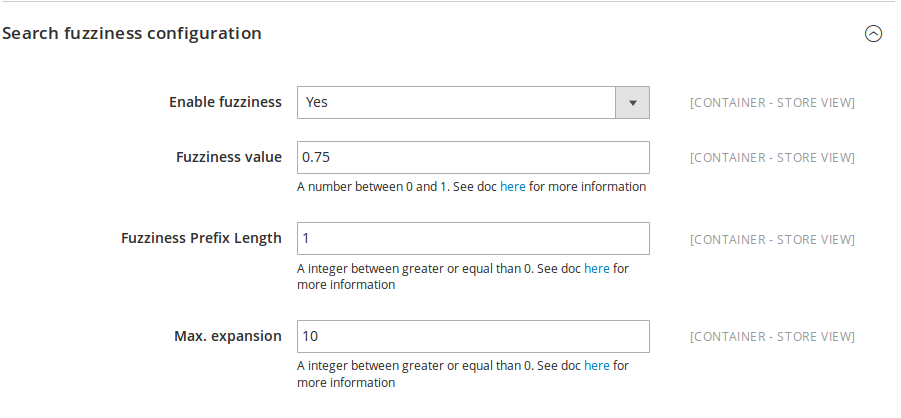 Search fuzziness configuration
Enable fuzziness Yes [CONTAINER - STORE VIEW]
Fuzziness value 0.75 [CONTAINER - STORE VIEW]
A number between 0 and 1. See doc here for more information
Fuzziness Prefix Length 1 [CONTAINER - STORE VIEW]
A integer between greater or equal than 0. See doc here for
more information
Max. expansion 10 [CONTAINER - STORE VIEW]
A integer between greater or equal than 0. See doc here for
more information